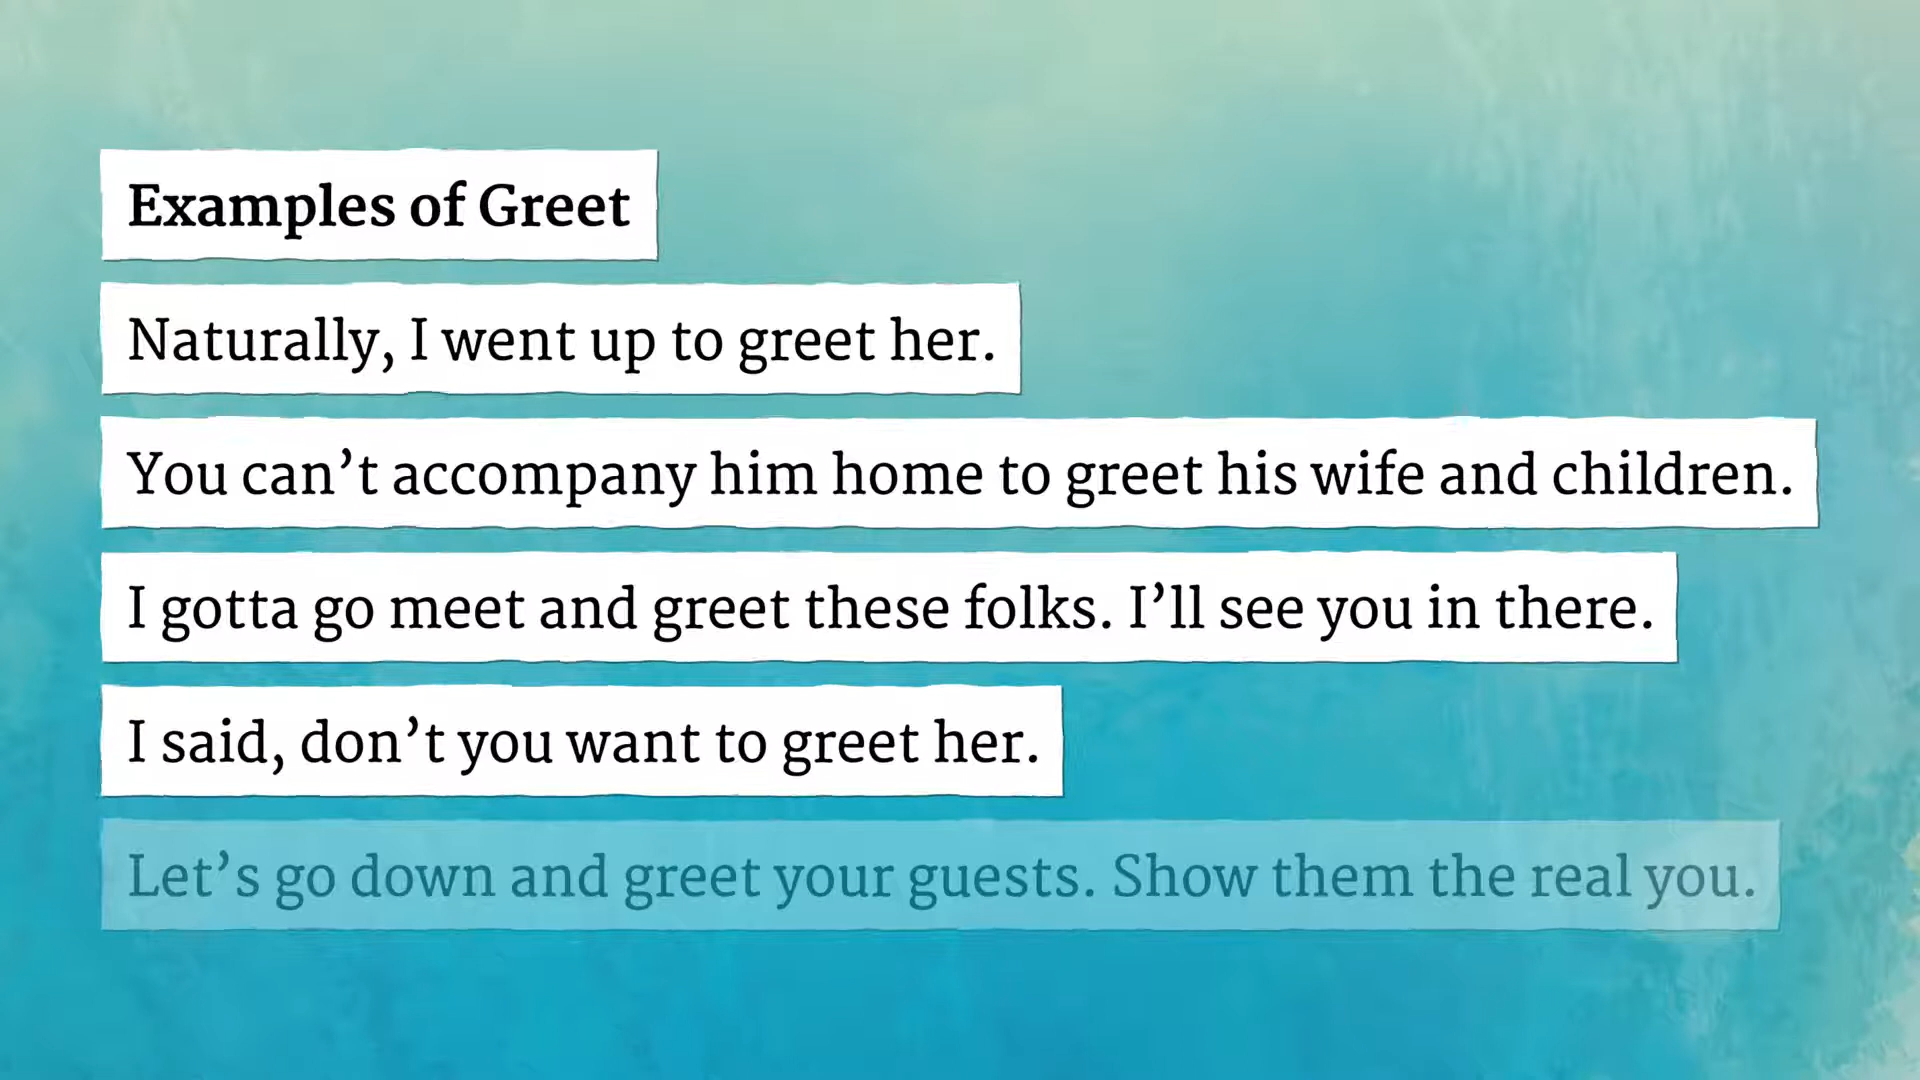 Examples of Greet
Naturally, I went up to greet her.
You can’t accompany him home to greet his wife and children.
I gotta go meet and greet these folks. I’ll see you in there.
I said, don’t you want to greet her.
Let’s go down and greet your guests. Show them the real you.